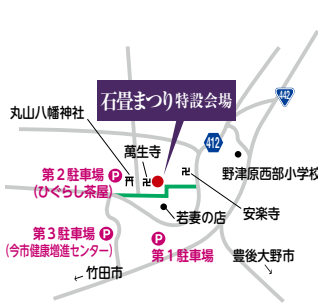 442
石畳まつり特設会場
丸山八幡神社
412
萬生寺
野津原西部小学校
第2駐車場 P
(ひぐらし茶屋)
卍
卍
若妻の店
安楽寺
第3駐車場 P
(今市健康増進センター)
P
第1駐車場
豊後大野市
竹田市